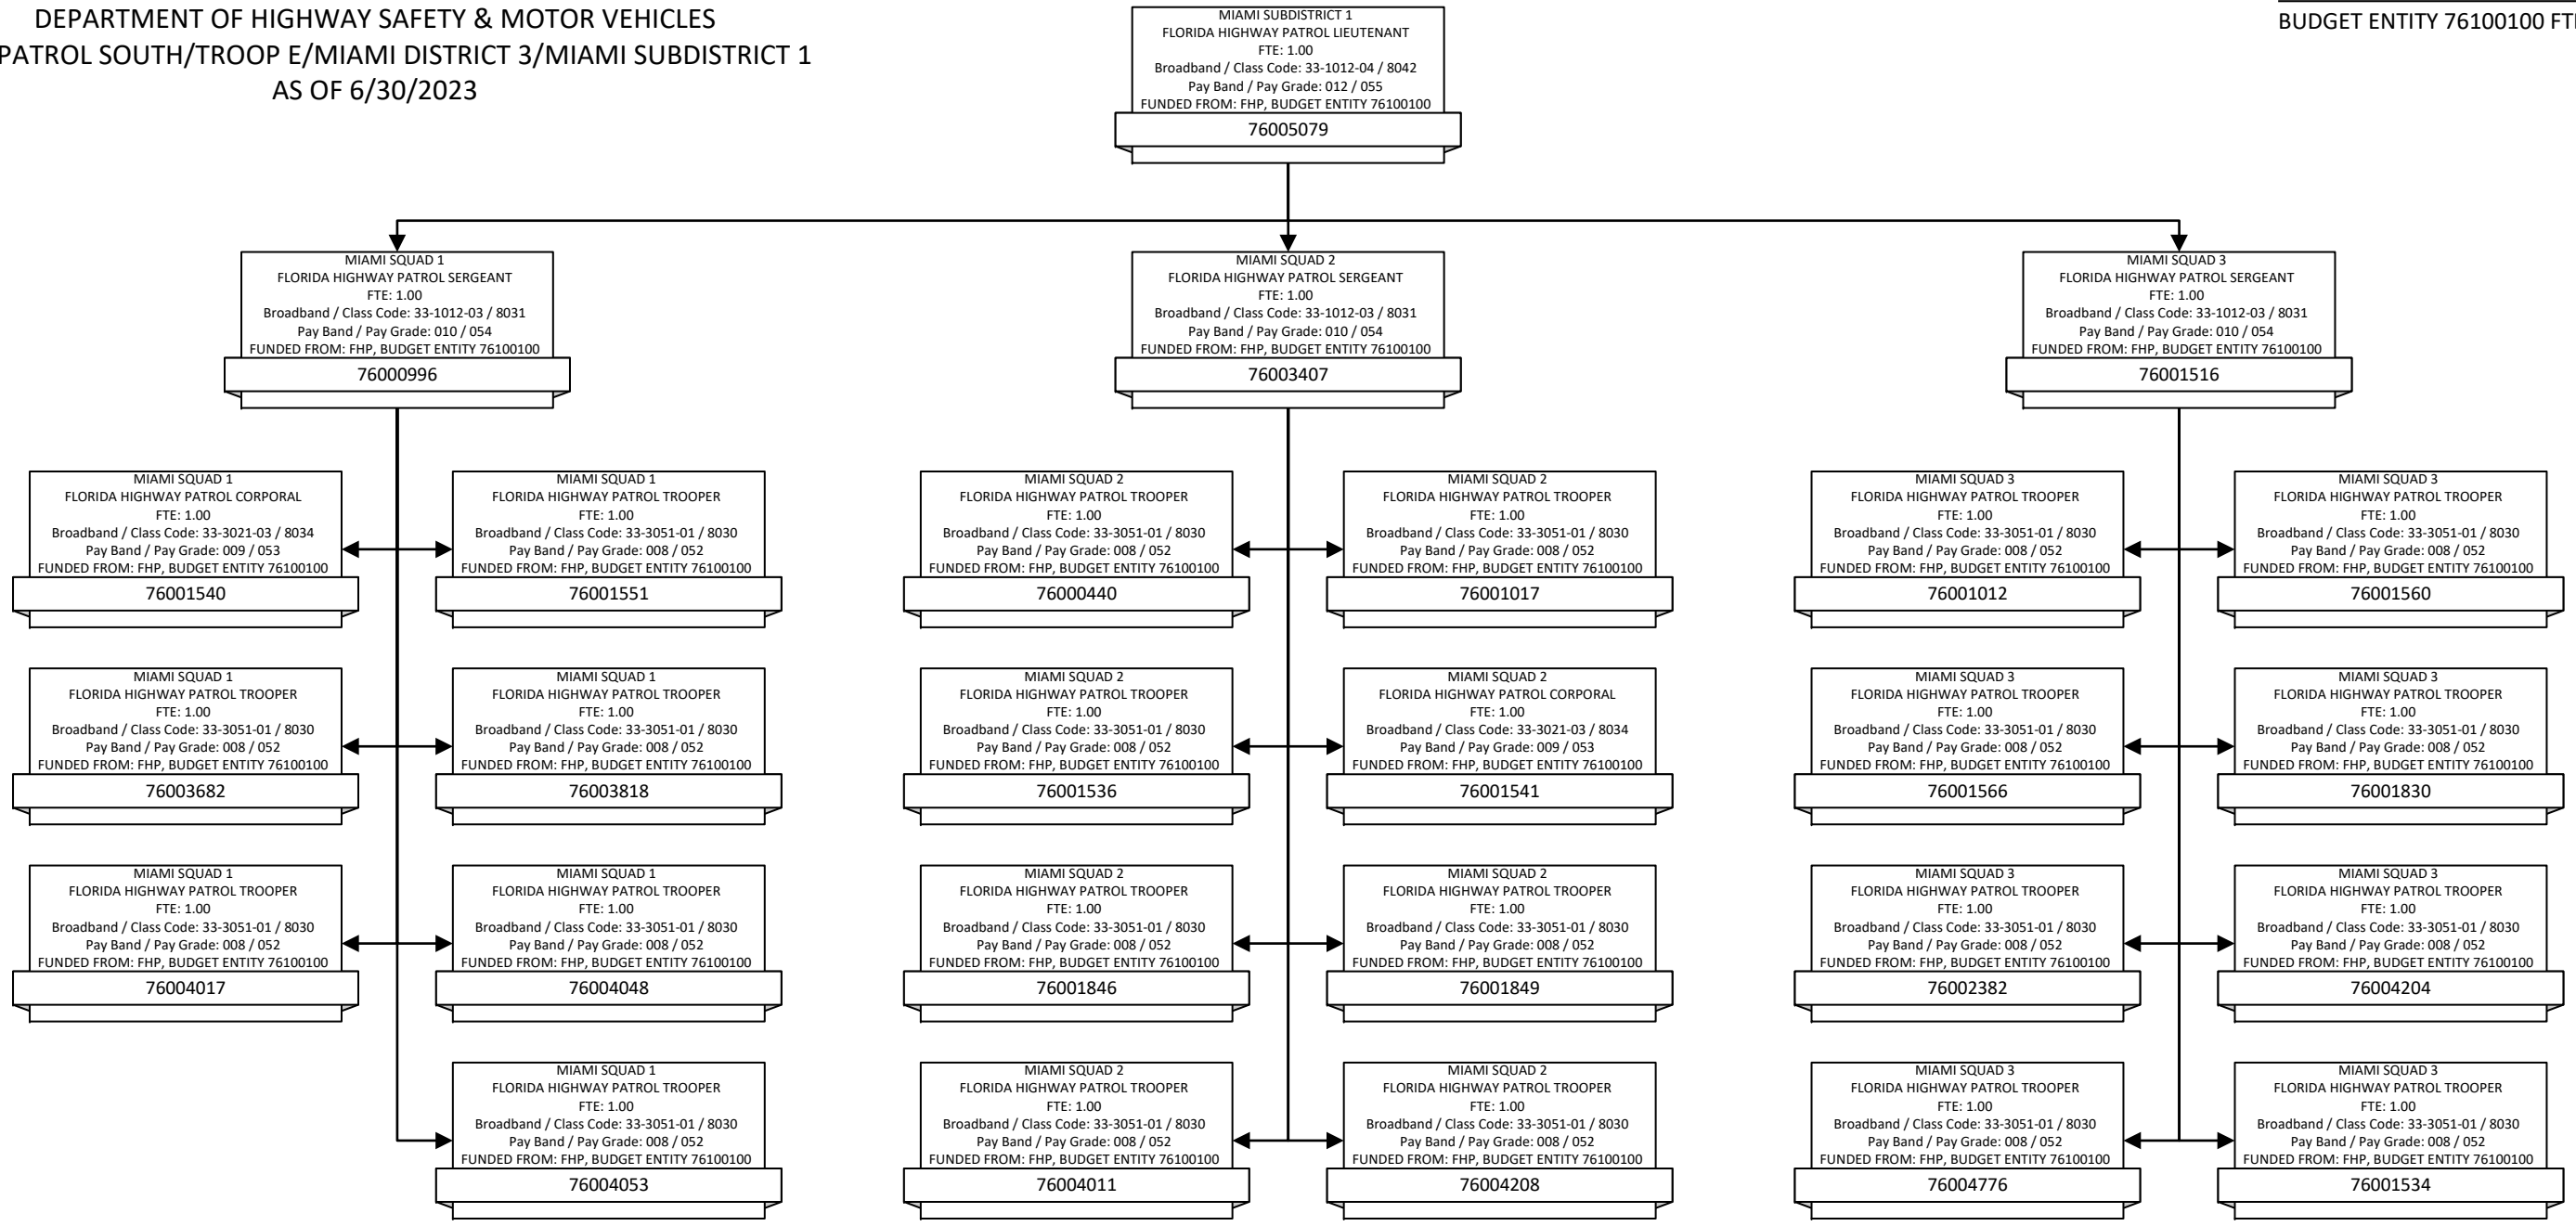 DEPARTMENT OF HIGHWAY SAFETY & MOTOR VEHICLES
PATROL SOUTH/TROOP E/MIAMI DISTRICT 3/MIAMI SUBDISTRICT 1
AS OF 6/30/2023
BUDGET ENTITY 76100100
MIAMI SUBDISTRICT 1
FLORIDA HIGHWAY PATROL LIEUTENANT
FTE: 1.00
Broadband / Class Code: 33-1012-04 / 8042
Pay Band / Pay Grade: 012 / 055
FUNDED FROM: FHP, BUDGET ENTITY 76100100
76005079
MIAMI SQUAD 1
FLORIDA HIGHWAY PATROL SERGEANT
FTE: 1.00
Broadband / Class Code: 33-1012-03 / 8031
Pay Band / Pay Grade: 010 / 054
FUNDED FROM: FHP, BUDGET ENTITY 76100100
76000996
MIAMI SQUAD 2
FLORIDA HIGHWAY PATROL SERGEANT
FTE: 1.00
Broadband / Class Code: 33-1012-03 / 8031
Pay Band / Pay Grade: 010 / 054
FUNDED FROM: FHP, BUDGET ENTITY 76100100
76003407
MIAMI SQUAD 3
FLORIDA HIGHWAY PATROL SERGEANT
FTE: 1.00
Broadband / Class Code: 33-1012-03 / 8031
Pay Band / Pay Grade: 010 / 054
FUNDED FROM: FHP, BUDGET ENTITY 76100100
76001516
MIAMI SQUAD 1
FLORIDA HIGHWAY PATROL CORPORAL
FTE: 1.00
Broadband / Class Code: 33-3021-03 / 8034
Pay Band / Pay Grade: 009 / 053
FUNDED FROM: FHP, BUDGET ENTITY 76100100
76001540
MIAMI SQUAD 1
FLORIDA HIGHWAY PATROL TROOPER
FTE: 1.00
Broadband / Class Code: 33-3051-01 / 8030
Pay Band / Pay Grade: 008 / 052
FUNDED FROM: FHP, BUDGET ENTITY 76100100
76001551
MIAMI SQUAD 2
FLORIDA HIGHWAY PATROL TROOPER
FTE: 1.00
Broadband / Class Code: 33-3051-01 / 8030
Pay Band / Pay Grade: 008 / 052
FUNDED FROM: FHP, BUDGET ENTITY 76100100
76000440
MIAMI SQUAD 2
FLORIDA HIGHWAY PATROL TROOPER
FTE: 1.00
Broadband / Class Code: 33-3051-01 / 8030
Pay Band / Pay Grade: 008 / 052
FUNDED FROM: FHP, BUDGET ENTITY 76100100
76001017
MIAMI SQUAD 3
FLORIDA HIGHWAY PATROL TROOPER
FTE: 1.00
Broadband / Class Code: 33-3051-01 / 8030
Pay Band / Pay Grade: 008 / 052
FUNDED FROM: FHP, BUDGET ENTITY 76100100
76001012
MIAMI SQUAD 3
FLORIDA HIGHWAY PATROL TROOPER
FTE: 1.00
Broadband / Class Code: 33-3051-01 / 8030
Pay Band / Pay Grade: 008 / 052
FUNDED FROM: FHP, BUDGET ENTITY 76100100
76001560
MIAMI SQUAD 1
FLORIDA HIGHWAY PATROL TROOPER
FTE: 1.00
Broadband / Class Code: 33-3051-01 / 8030
Pay Band / Pay Grade: 008 / 052
FUNDED FROM: FHP, BUDGET ENTITY 76100100
76003682
MIAMI SQUAD 1
FLORIDA HIGHWAY PATROL TROOPER
FTE: 1.00
Broadband / Class Code: 33-3051-01 / 8030
Pay Band / Pay Grade: 008 / 052
FUNDED FROM: FHP, BUDGET ENTITY 76100100
76003818
MIAMI SQUAD 2
FLORIDA HIGHWAY PATROL TROOPER
FTE: 1.00
Broadband / Class Code: 33-3051-01 / 8030
Pay Band / Pay Grade: 008 / 052
FUNDED FROM: FHP, BUDGET ENTITY 76100100
76001536
MIAMI SQUAD 2
FLORIDA HIGHWAY PATROL CORPORAL
FTE: 1.00
Broadband / Class Code: 33-3021-03 / 8034
Pay Band / Pay Grade: 009 / 053
FUNDED FROM: FHP, BUDGET ENTITY 76100100
76001541
MIAMI SQUAD 3
FLORIDA HIGHWAY PATROL TROOPER
FTE: 1.00
Broadband / Class Code: 33-3051-01 / 8030
Pay Band / Pay Grade: 008 / 052
FUNDED FROM: FHP, BUDGET ENTITY 76100100
76001566
MIAMI SQUAD 3
FLORIDA HIGHWAY PATROL TROOPER
FTE: 1.00
Broadband / Class Code: 33-3051-01 / 8030
Pay Band / Pay Grade: 008 / 052
FUNDED FROM: FHP, BUDGET ENTITY 76100100
76001830
MIAMI SQUAD 1
FLORIDA HIGHWAY PATROL TROOPER
FTE: 1.00
Broadband / Class Code: 33-3051-01 / 8030
Pay Band / Pay Grade: 008 / 052
FUNDED FROM: FHP, BUDGET ENTITY 76100100
76004017
MIAMI SQUAD 1
FLORIDA HIGHWAY PATROL TROOPER
FTE: 1.00
Broadband / Class Code: 33-3051-01 / 8030
Pay Band / Pay Grade: 008 / 052
FUNDED FROM: FHP, BUDGET ENTITY 76100100
76004048
MIAMI SQUAD 2
FLORIDA HIGHWAY PATROL TROOPER
FTE: 1.00
Broadband / Class Code: 33-3051-01 / 8030
Pay Band / Pay Grade: 008 / 052
FUNDED FROM: FHP, BUDGET ENTITY 76100100
76001846
MIAMI SQUAD 2
FLORIDA HIGHWAY PATROL TROOPER
FTE: 1.00
Broadband / Class Code: 33-3051-01 / 8030
Pay Band / Pay Grade: 008 / 052
FUNDED FROM: FHP, BUDGET ENTITY 76100100
76001849
MIAMI SQUAD 3
FLORIDA HIGHWAY PATROL TROOPER
FTE: 1.00
Broadband / Class Code: 33-3051-01 / 8030
Pay Band / Pay Grade: 008 / 052
FUNDED FROM: FHP, BUDGET ENTITY 76100100
76002382
MIAMI SQUAD 3
FLORIDA HIGHWAY PATROL TROOPER
FTE: 1.00
Broadband / Class Code: 33-3051-01 / 8030
Pay Band / Pay Grade: 008 / 052
FUNDED FROM: FHP, BUDGET ENTITY 76100100
76004204
MIAMI SQUAD 1
FLORIDA HIGHWAY PATROL TROOPER
FTE: 1.00
Broadband / Class Code: 33-3051-01 / 8030
Pay Band / Pay Grade: 008 / 052
FUNDED FROM: FHP, BUDGET ENTITY 76100100
76004053
MIAMI SQUAD 2
FLORIDA HIGHWAY PATROL TROOPER
FTE: 1.00
Broadband / Class Code: 33-3051-01 / 8030
Pay Band / Pay Grade: 008 / 052
FUNDED FROM: FHP, BUDGET ENTITY 76100100
76004011
MIAMI SQUAD 2
FLORIDA HIGHWAY PATROL TROOPER
FTE: 1.00
Broadband / Class Code: 33-3051-01 / 8030
Pay Band / Pay Grade: 008 / 052
FUNDED FROM: FHP, BUDGET ENTITY 76100100
76004208
MIAMI SQUAD 3
FLORIDA HIGHWAY PATROL TROOPER
FTE: 1.00
Broadband / Class Code: 33-3051-01 / 8030
Pay Band / Pay Grade: 008 / 052
FUNDED FROM: FHP, BUDGET ENTITY 76100100
76004776
MIAMI SQUAD 3
FLORIDA HIGHWAY PATROL TROOPER
FTE: 1.00
Broadband / Class Code: 33-3051-01 / 8030
Pay Band / Pay Grade: 008 / 052
FUNDED FROM: FHP, BUDGET ENTITY 76100100
76001534